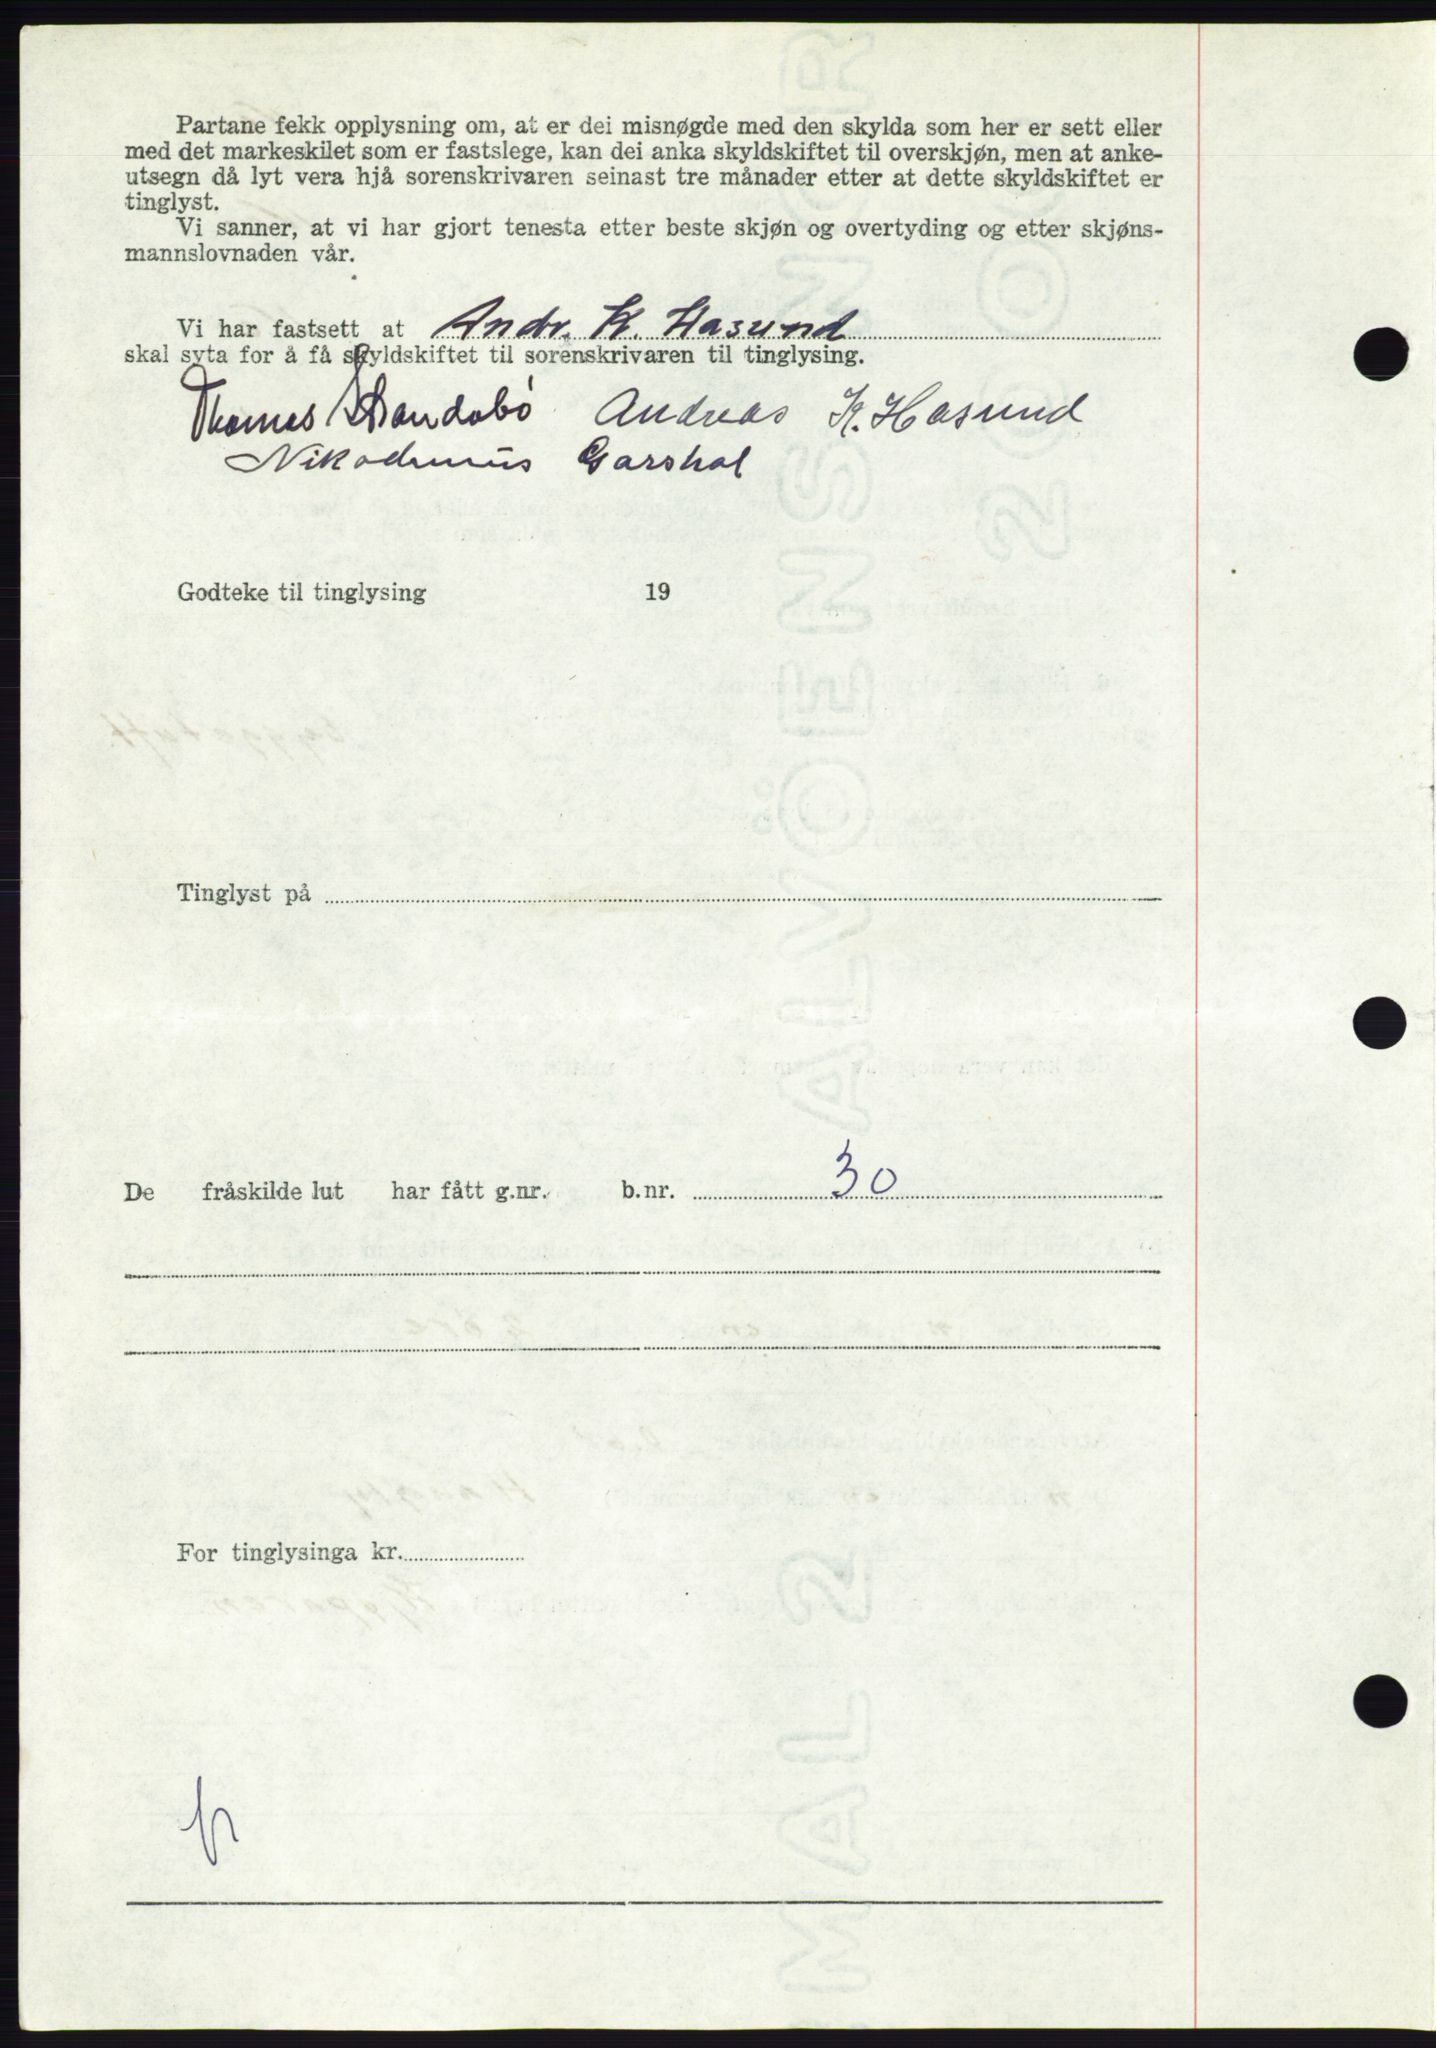 Partane fekk opplysning om, at er dei misnøgde med den skylda som her er sett eller
med det markeskilet som er fastslege, kan dei anka skyldskiftet til overskjøn, men at anke-
utsegn då lyt vera hjå sorenskrivaren seinast tre månader etter at dette skyldskiftet er
tinglyst.
Vi sanner, at vi har gjort tenesta etter beste skjøn og overtyding og etter skjøns-
mannslovnaden vår.
Vi har fastsett at Andr. K. Hasund
skal syta for å få skyldskiftet til sorenskrivaren til tinglysing.
Thomas Standabø Andreas K. Hasund
Nikodemus Garshol
Godteke til tinglysing 19
Tinglyst på
De fråskilde lut har fått g.nr. b.nr. 30
For tinglysinga kr.